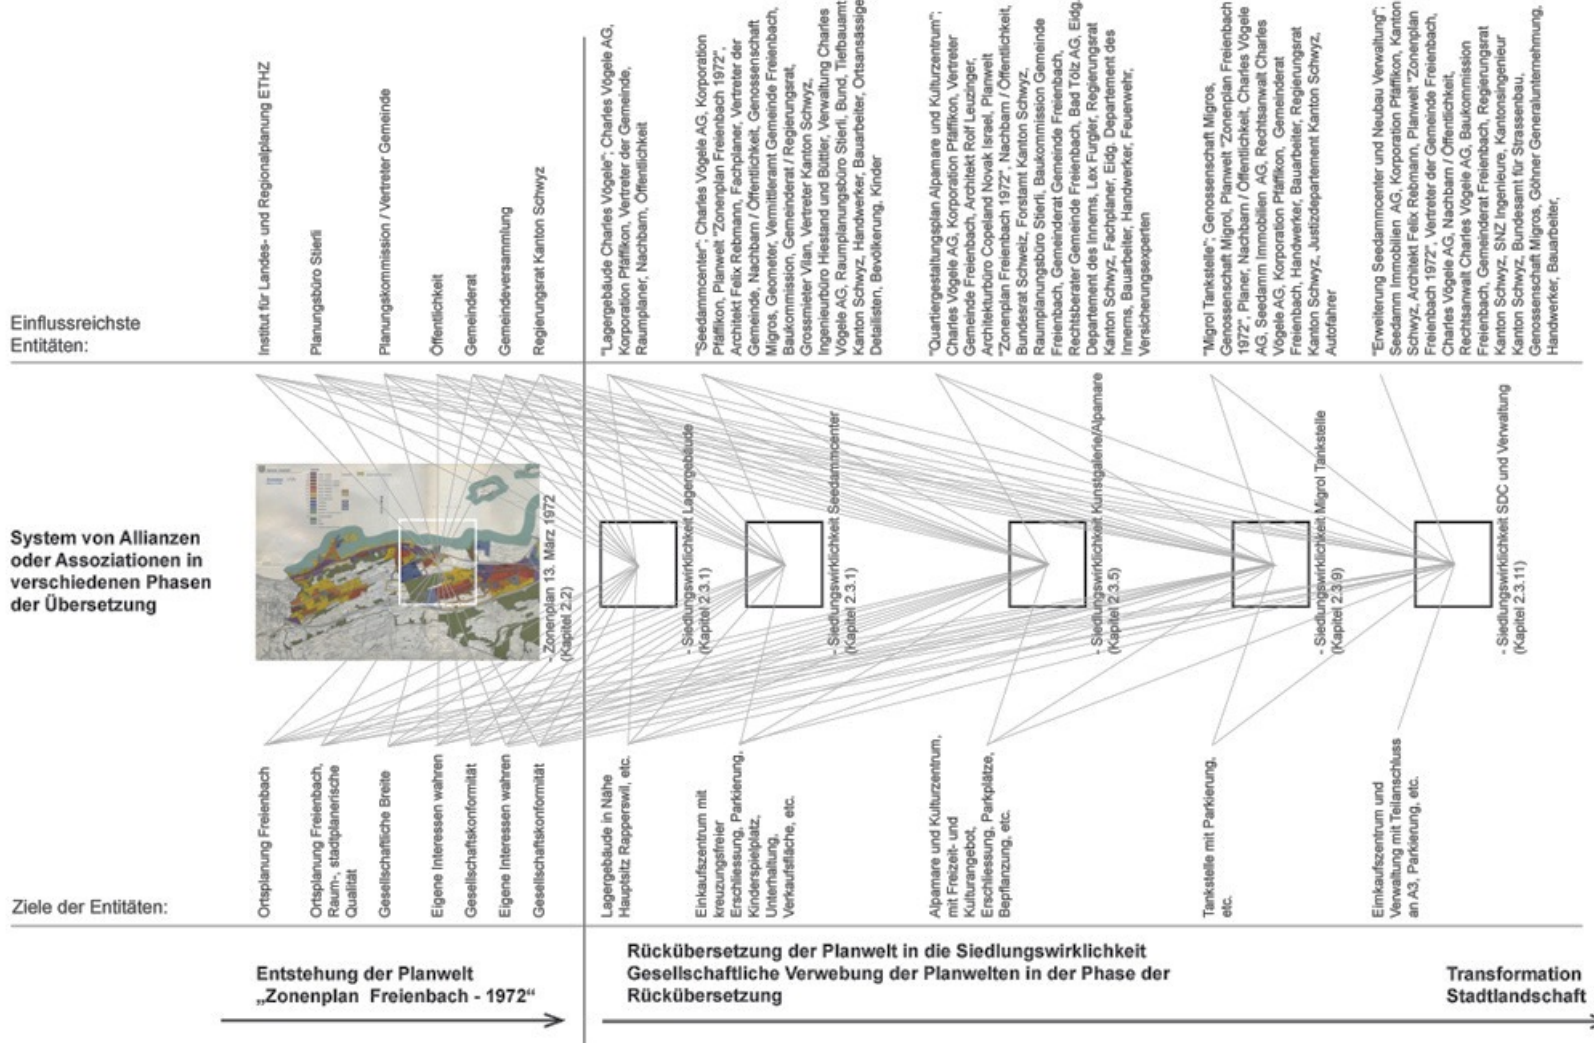 Einflussreichste
Entitäten:
Institut für Landes- und Regionalplanung ETHZ
Planungsbüro Stierli
Planungskommission / Vertreter Gemeinde
Öffentlichkeit
Gemeinderat
Gemeindeversammlung
Regierungsrat Kanton Schwyz
"Lagergebäude Charles Vögele"; Charles Vögele AG,
Korporation Pfäffikon, Vertreter der Gemeinde,
Raumplaner, Nachbarn, Öffentlichkeit
"Seedammcenter"; Charles Vögele AG, Korporation
Pfäffikon, Planwelt "Zonenplan Freienbach 1972",
Architekt Felix Rebmann, Fachplaner, Vertreter der
Gemeinde, Nachbarn / Öffentlichkeit, Genossenschaft
Migros, Geometer, Vermittleramt Gemeinde Freienbach,
Baukommission, Gemeinderat / Regierungsrat,
Grossmieter Vilan, Vertreter Kanton Schwyz,
Ingenieurbüro Hiestand und Büttler, Verwaltung Charles
Vögele AG, Raumplanungsbüro Stierli, Bund, Tiefbauamt
Kanton Schwyz, Handwerker, Bauarbeiter, Ortsansässige
Detailisten, Bevölkerung, Kinder
"Quartiergestaltungsplan Alpamare und Kulturzentrum";
Charles Vögele AG, Korporation Pfäffikon, Vertreter
Gemeinde Freienbach, Architekt Rolf Leuzinger,
Architekturbüro Copeland Novak Israel, Planwelt
"Zonenplan Freienbach 1972", Nachbarn / Öffentlichkeit,
Bundesrat Schweiz, Forstamt Kanton Schwyz,
Raumplanungsbüro Stierli, Baukommission Gemeinde
Freienbach, Gemeinderat Gemeinde Freienbach,
Rechtsberater Gemeinde Freienbach, Bad Tölz AG, Eidg.
Departement des Innerns, Lex Furgler, Regierungsrat
Kanton Schwyz, Fachplaner, Eidg. Departement des
Innerns, Bauarbeiter, Handwerker, Feuerwehr,
Versicherungsexperten
"Migrol Tankstelle"; Genossenschaft Migros,
Genossenschaft Migrol, Planwelt "Zonenplan Freienbach
1972", Planer, Nachbarn / Öffentlichkeit, Charles Vögele
AG, Seedamm Immobilien AG, Rechtsanwalt Charles
Vögele AG, Korporation Pfäffikon, Gemeinderat
Freienbach, Handwerker, Bauarbeiter, Regierungsrat
Kanton Schwyz, Justizdepartement Kanton Schwyz,
Autofahrer
"Erweiterung Seedammcenter und Neubau Verwaltung";
Seedamm Immobilien AG, Korporation Pfäffikon, Kanton
Schwyz, Architekt Felix Rebmann, Planwelt "Zonenplan
Freienbach 1972", Vertreter der Gemeinde Freienbach,
Charles Vögele AG, Nachbarn / Öffentlichkeit,
Rechtsanwalt Charles Vögele AG, Baukommission
Freienbach, Gemeinderat Freienbach, Regierungsrat
Kanton Schwyz, SNZ Ingenieure, Kantonsingenieur
Kanton Schwyz, Bundesamt für Strassenbau,
Genossenschaft Migros, Göhner Generalunternehmung,
Handwerker, Bauarbeiter,
System von Allianzen
oder Assoziationen in
verschiedenen Phasen
der Übersetzung
- Zonenplan 13. März 1972
(Kapitel 2.2)
- Siedlungswirklichkeit Lagergebäude
(Kapitel 2.3.1)
- Siedlungswirklichkeit Seedammcenter
(Kapitel 2.3.1)
- Siedlungswirklichkeit Kunstgalerie/Alpamare
(Kapitel 2.3.5)
- Siedlungswirklichkeit Migrol Tankstelle
(Kapitel 2.3.9)
- Siedlungswirklichkeit SDC und Verwaltung
(Kapitel 2.3.11)
Ziele der Entitäten:
Ortsplanung Freienbach
Ortsplanung Freienbach,
Raum-, stadtplanerische
Qualität
Gesellschaftliche Breite
Eigene Interessen wahren
Gesellschaftskonformität
Eigene Interessen wahren
Gesellschaftskonformität
Lagergebäude in Nähe
Hauptsitz Rapperswil, etc.
Einkaufszentrum mit
kreuzungsfreier
Erschliessung, Parkierung,
Kinderspielplatz,
Unterhaltung,
Verkaufsfläche, etc.
Alpamare und Kulturzentrum,
mit Freizeit- und
Kulturangebot,
Erschliessung, Parkplätze,
Bepflanzung, etc.
Tankstelle mit Parkierung,
etc.
Eimkaufszentrum und
Verwaltung mit Teilanschluss
an A3, Parkierung, etc.
Entstehung der Planwelt
„Zonenplan Freienbach - 1972“
Rückübersetzung der Planwelt in die Siedlungswirklichkeit
Gesellschaftliche Verwebung der Planwelten in der Phase der
Rückübersetzung
Transformation
Stadtlandschaft